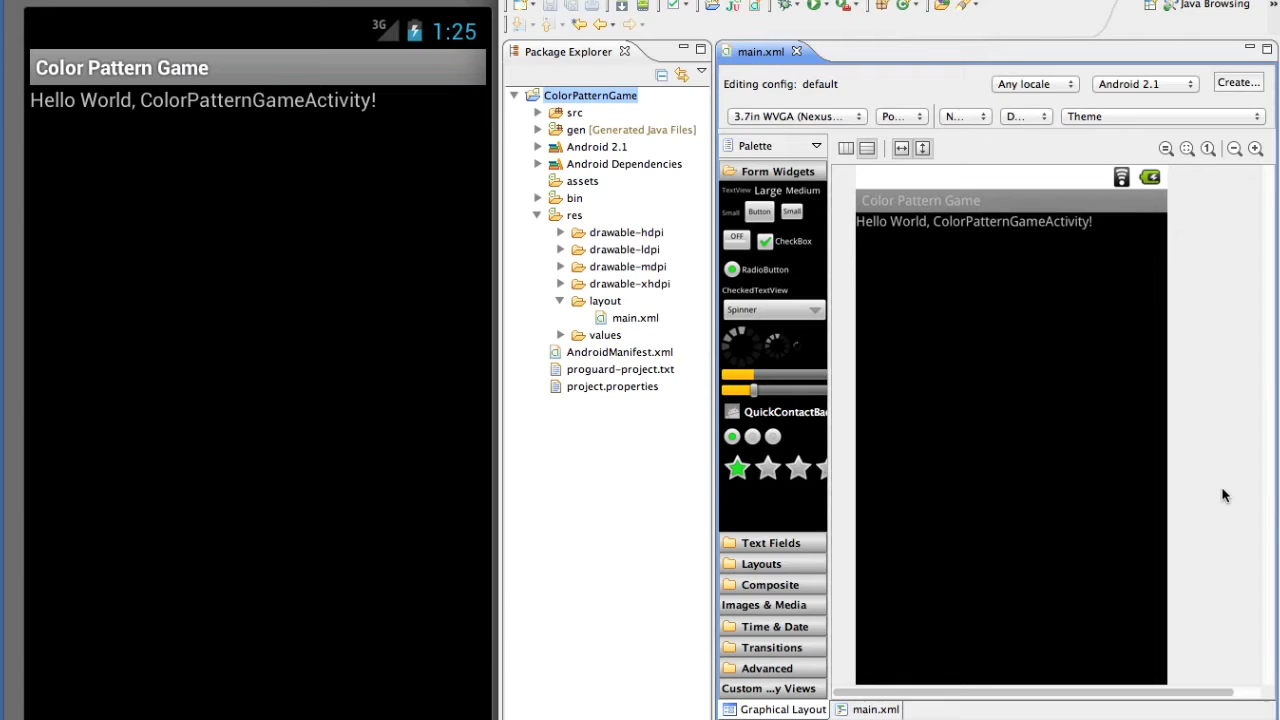 3G 1:25
Color Pattern Game
Hello World, ColorPatternGameActivity!
Java Browsing
Package Explorer
ColorPatternGame
src
gen [Generated Java Files]
Android 2.1
Android Dependencies
assets
bin
res
drawable-hdpi
drawable-ldpi
drawable-mdpi
drawable-xhdpi
layout
main.xml
values
AndroidManifest.xml
proguard-project.txt
project.properties
main.xml
Editing config: default
Any locale
Android 2.1
Create...
3.7in WVGA (Nexus...
Po...
N...
D...
Theme
Palette
Form Widgets
TextView Large Medium
Small Button Small
OFF CheckBox
RadioButton
CheckedTextView
Spinner
QuickContactBa
Text Fields
Layouts
Composite
Images & Media
Time & Date
Transitions
Advanced
Custom ...y Views
Graphical Layout
main.xml
1
Color Pattern Game
Hello World, ColorPatternGameActivity!